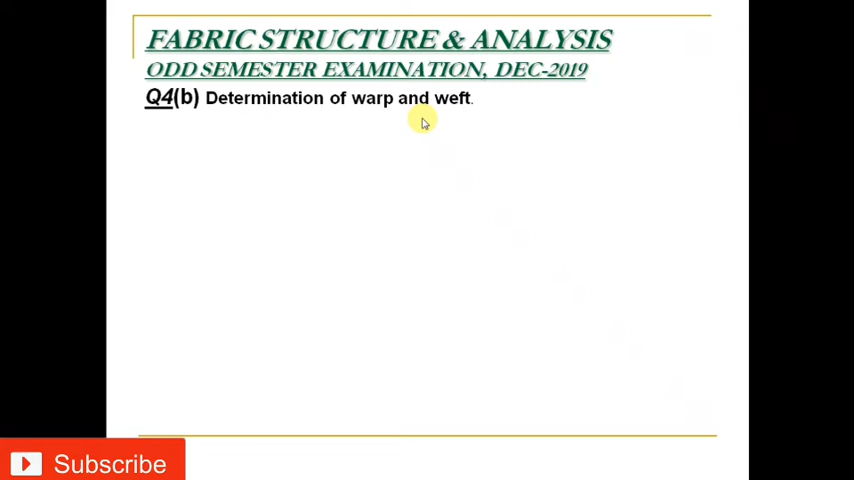 FABRIC STRUCTURE & ANALYSIS
ODD SEMESTER EXAMINATION, DEC-2019
Q4(b) Determination of warp and weft.
Subscribe